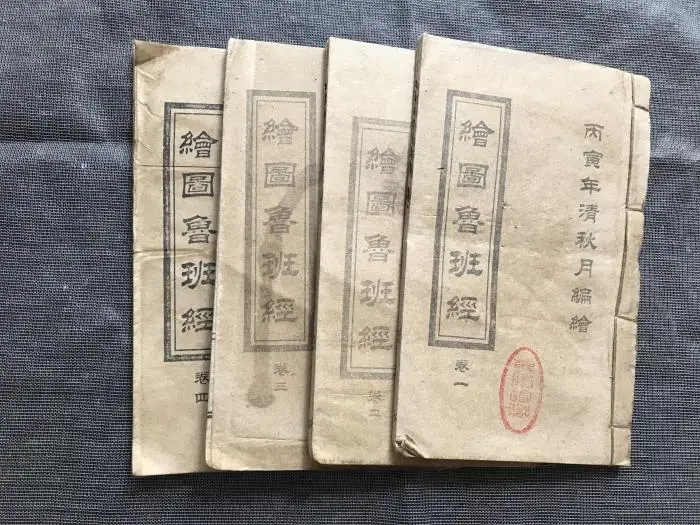 丙寅年清秋月編繪
繪圖魯班經
卷一
繪圖魯班經
卷二
繪圖魯班經
卷三
繪圖魯班經
卷四